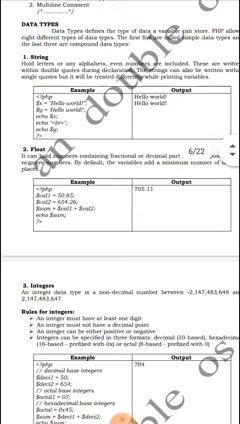 2. Multiline Comment
/*.................*/
DATA TYPES
Data Types defines the type of data a variable can store. PHP allow
eight different types of data types. The first five are called simple data types an
the last three are compound data types:
1. String
Hold letters or any alphabets, even numbers are included. These are writte
within double quotes during declaration. The strings can also be written with
single quotes but it will be treated differently while printing variables.
Example Output
<?php
$x = "Hello world!";
$y = 'Hello world!';
echo $x;
echo "<br>";
echo $y;
?>
Hello world!
Hello world!
2. Float
It can hold numbers containing fractional or decimal part
negative numbers. By default, the variables add a minimum number of
places.
6/22
Example Output
<?php
$val1 = 50.85;
$val2 = 654.26;
$sum = $val1 + $val2;
echo $sum;
?>
705.11
3. Integers
An integer data type is a non-decimal number between -2,147,483,648 an
2,147,483,647.
Rules for integers:
➢ An integer must have at least one digit
➢ An integer must not have a decimal point
➢ An integer can be either positive or negative
➢ Integers can be specified in three formats: decimal (10-based), hexadecima
(16-based - prefixed with 0x) or octal (8-based - prefixed with 0)
Example Output
<?php
// decimal base integers
$deci1 = 50;
$deci2 = 654;
// octal base integers
$octal1 = 07;
// hexadecimal base integers
$octal = 0x45;
$sum = $deci1 + $deci2;
echo $sum;
704